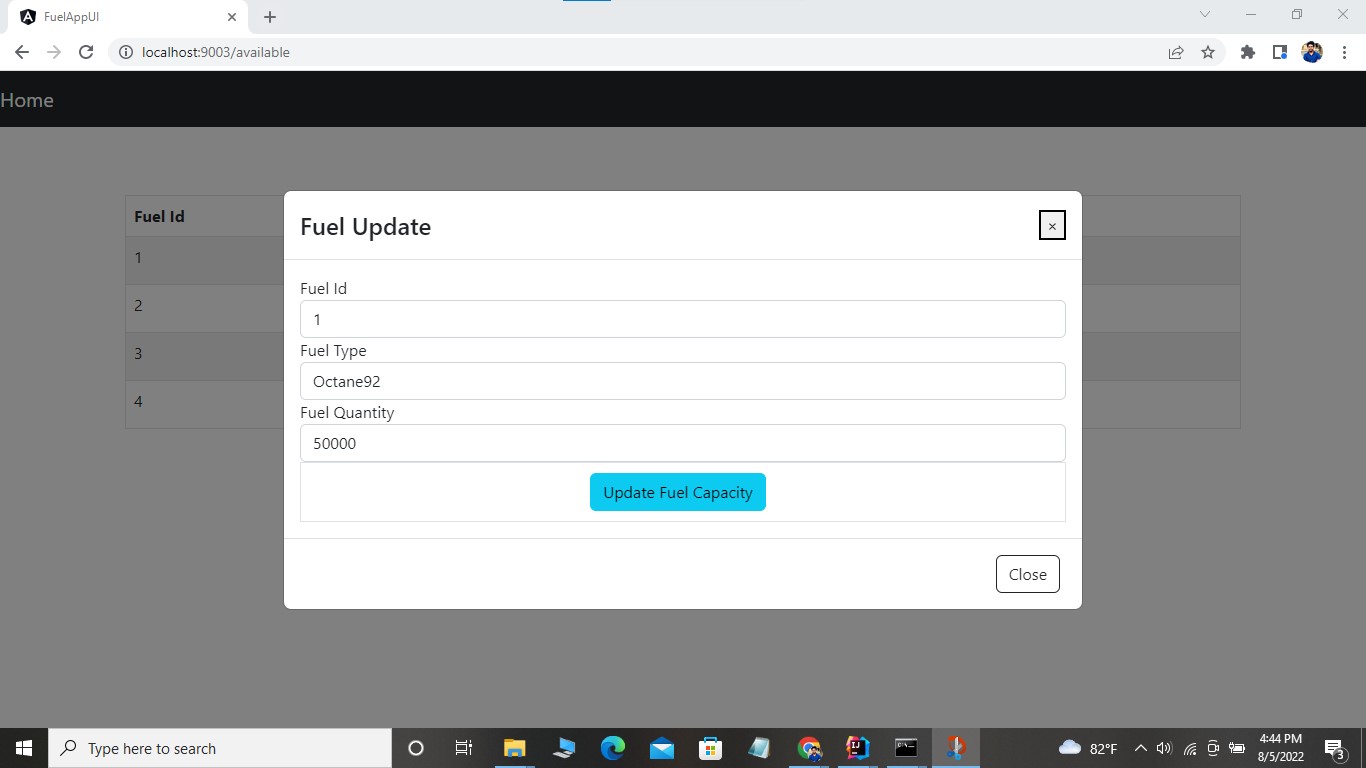 FuelAppUI
localhost:9003/available
Home
Fuel Id
1
2
3
4
Fuel Update
×
Fuel Id
1
Fuel Type
Octane92
Fuel Quantity
50000
Update Fuel Capacity
Close
Type here to search
82°F
4:44 PM
8/5/2022
3